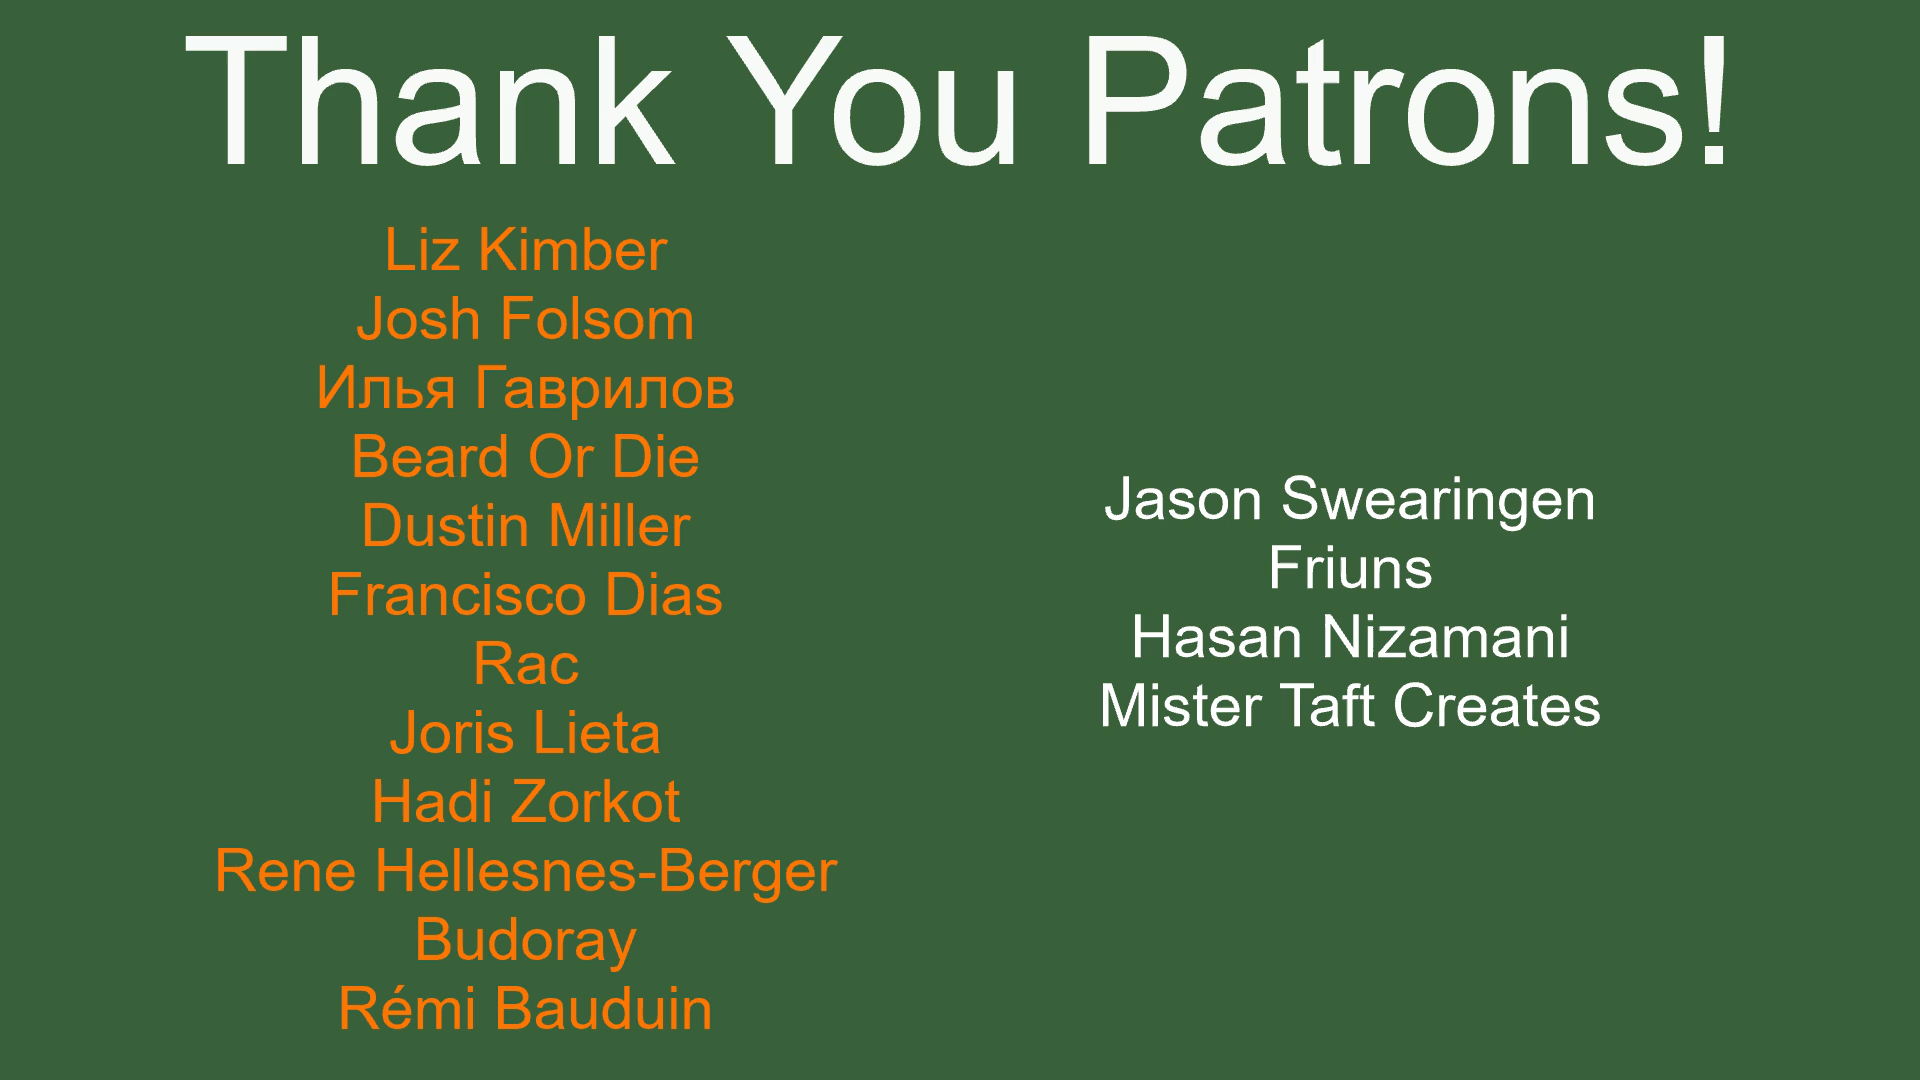 Thank You Patrons!
Liz Kimber
Josh Folsom
Илья Гаврилов
Beard Or Die
Dustin Miller
Francisco Dias
Rac
Joris Lieta
Hadi Zorkot
Rene Hellesnes-Berger
Budoray
Rémi Bauduin
Jason Swearingen
Friuns
Hasan Nizamani
Mister Taft Creates